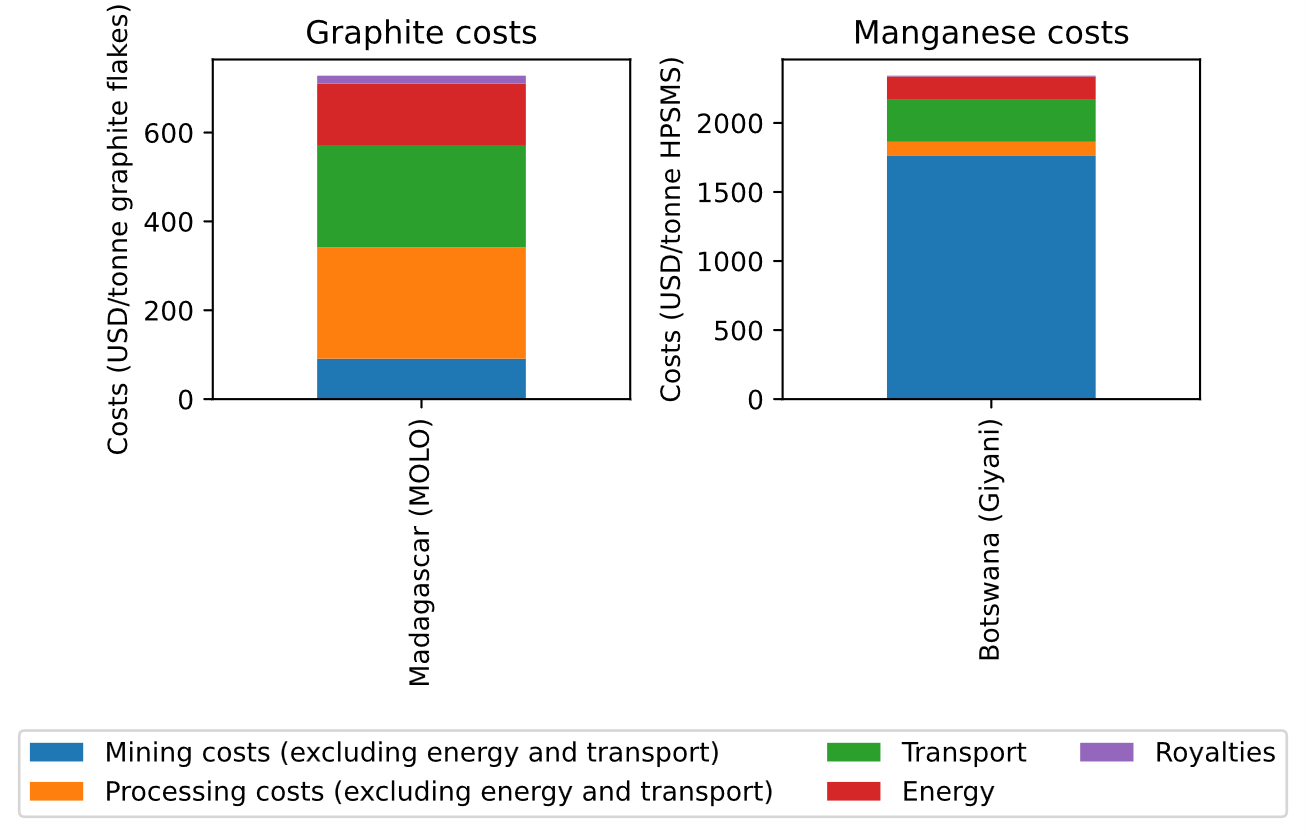 Graphite costs
Costs (USD/tonne graphite flakes)
600
400
200
0
Madagascar (MOLO)
Manganese costs
Costs (USD/tonne HPSMS)
2000
1500
1000
500
0
Botswana (Giyani)
Mining costs (excluding energy and transport)
Processing costs (excluding energy and transport)
Transport
Energy
Royalties